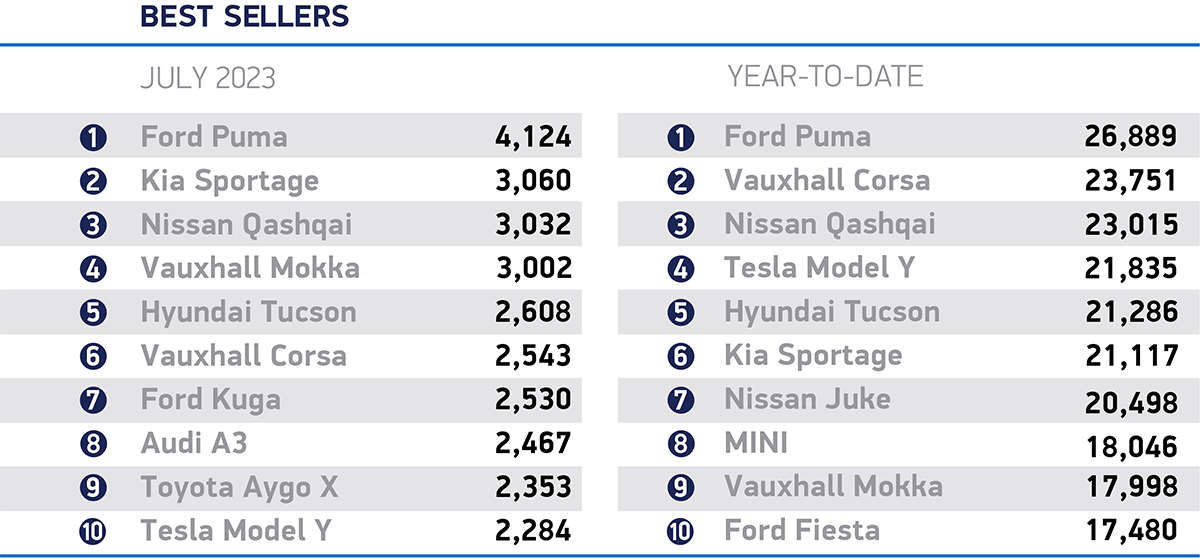 BEST SELLERS
JULY 2023
1 Ford Puma 4,124
2 Kia Sportage 3,060
3 Nissan Qashqai 3,032
4 Vauxhall Mokka 3,002
5 Hyundai Tucson 2,608
6 Vauxhall Corsa 2,543
7 Ford Kuga 2,530
8 Audi A3 2,467
9 Toyota Aygo X 2,353
10 Tesla Model Y 2,284
YEAR-TO-DATE
1 Ford Puma 26,889
2 Vauxhall Corsa 23,751
3 Nissan Qashqai 23,015
4 Tesla Model Y 21,835
5 Hyundai Tucson 21,286
6 Kia Sportage 21,117
7 Nissan Juke 20,498
8 MINI 18,046
9 Vauxhall Mokka 17,998
10 Ford Fiesta 17,480